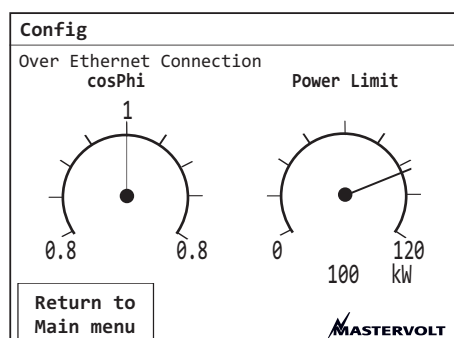 Config
Over Ethernet Connection
cosPhi Power Limit
1
0.8 0.8 0 120
100 kW
Return to
Main menu
MASTERVOLT